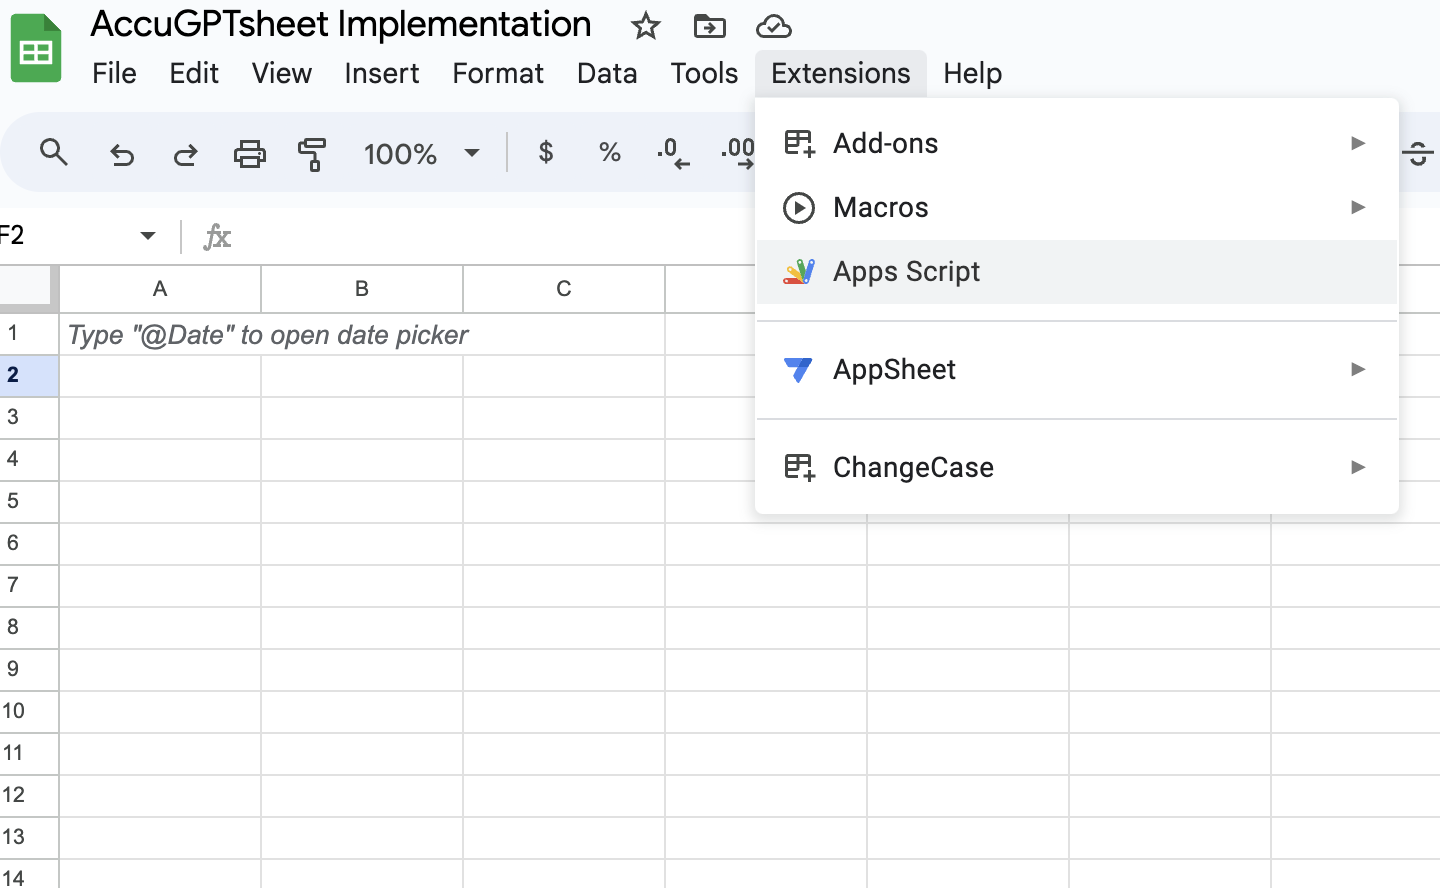 AccuGPTsheet Implementation
File Edit View Insert Format Data Tools Extensions Help
100% $ % .0 .00
F2 fx
Add-ons
Macros
Apps Script
AppSheet
ChangeCase
A B C
1 Type "@Date" to open date picker
2
3
4
5
6
7
8
9
10
11
12
13
14